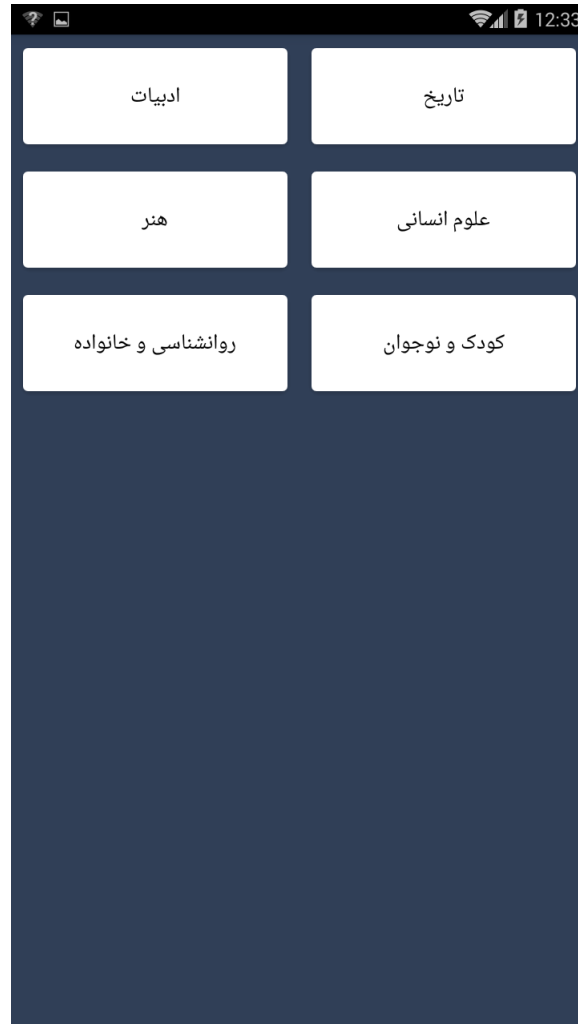 12:33
تاریخ
ادبیات
علوم انسانی
هنر
کودک و نوجوان
روانشناسی و خانواده